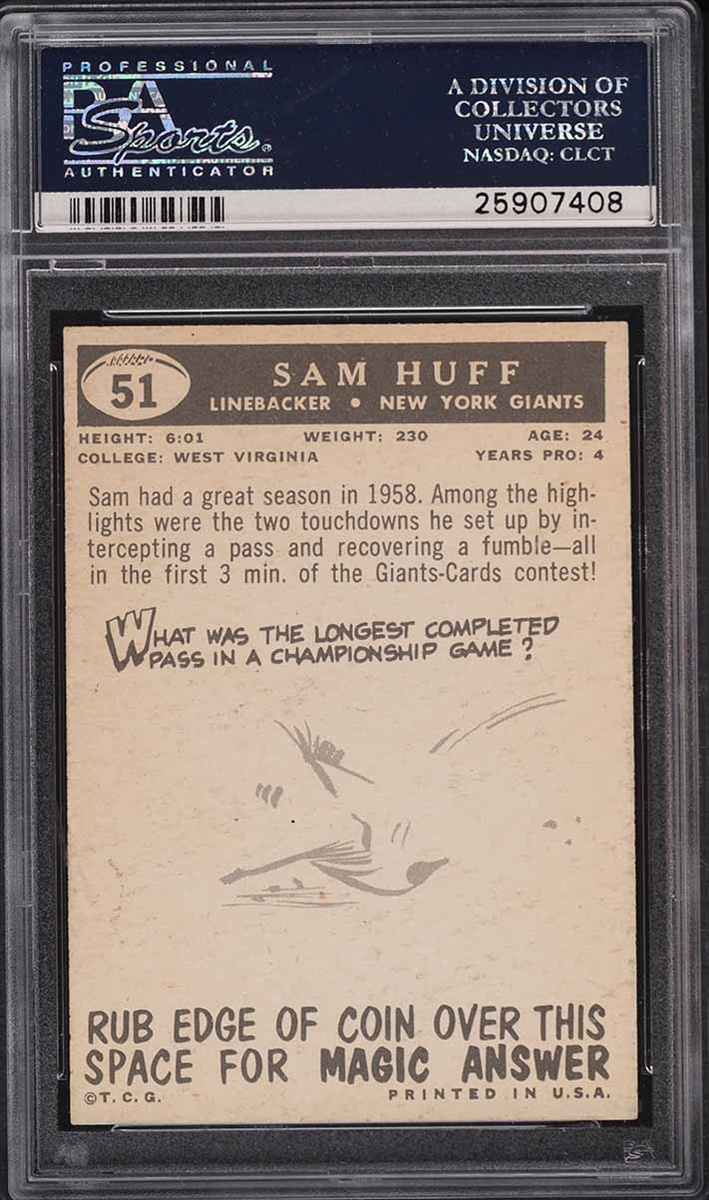 PROFESSIONAL
PSA
Sports®
AUTHENTICATOR
A DIVISION OF
COLLECTORS
UNIVERSE
NASDAQ: CLCT
25907408
51
SAM HUFF
LINEBACKER • NEW YORK GIANTS
HEIGHT: 6:01 WEIGHT: 230 AGE: 24
COLLEGE: WEST VIRGINIA YEARS PRO: 4
Sam had a great season in 1958. Among the high-
lights were the two touchdowns he set up by in-
tercepting a pass and recovering a fumble—all
in the first 3 min. of the Giants-Cards contest!
WHAT WAS THE LONGEST COMPLETED
PASS IN A CHAMPIONSHIP GAME?
RUB EDGE OF COIN OVER THIS
SPACE FOR MAGIC ANSWER
©T. C. G. PRINTED IN U.S.A.